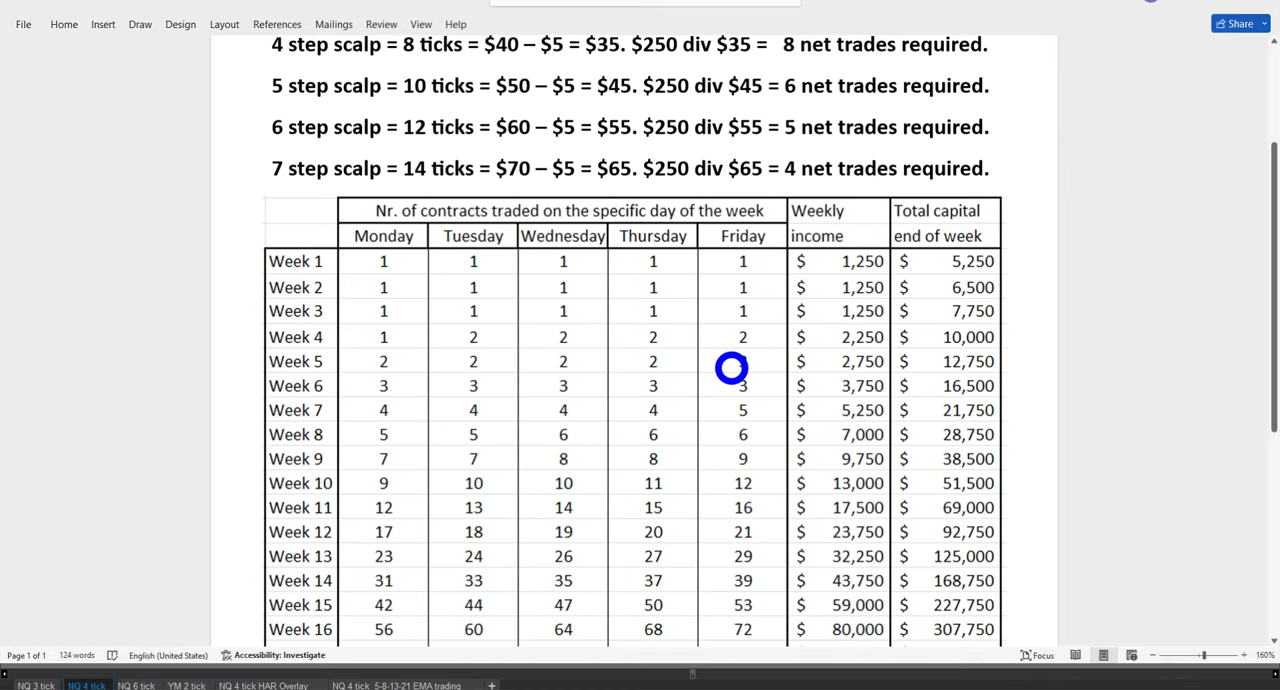 File Home Insert Draw Design Layout References Mailings Review View Help Share
4 step scalp = 8 ticks = $40 – $5 = $35. $250 div $35 = 8 net trades required.
5 step scalp = 10 ticks = $50 – $5 = $45. $250 div $45 = 6 net trades required.
6 step scalp = 12 ticks = $60 – $5 = $55. $250 div $55 = 5 net trades required.
7 step scalp = 14 ticks = $70 – $5 = $65. $250 div $65 = 4 net trades required.
Nr. of contracts traded on the specific day of the week Weekly Total capital
Monday Tuesday Wednesday Thursday Friday income end of week
Week 1 1 1 1 1 1 $ 1,250 $ 5,250
Week 2 1 1 1 1 1 $ 1,250 $ 6,500
Week 3 1 1 1 1 1 $ 1,250 $ 7,750
Week 4 1 2 2 2 2 $ 2,250 $ 10,000
Week 5 2 2 2 2 $ 2,750 $ 12,750
Week 6 3 3 3 3 3 $ 3,750 $ 16,500
Week 7 4 4 4 4 5 $ 5,250 $ 21,750
Week 8 5 5 6 6 6 $ 7,000 $ 28,750
Week 9 7 7 8 8 9 $ 9,750 $ 38,500
Week 10 9 10 10 11 12 $ 13,000 $ 51,500
Week 11 12 13 14 15 16 $ 17,500 $ 69,000
Week 12 17 18 19 20 21 $ 23,750 $ 92,750
Week 13 23 24 26 27 29 $ 32,250 $ 125,000
Week 14 31 33 35 37 39 $ 43,750 $ 168,750
Week 15 42 44 47 50 53 $ 59,000 $ 227,750
Week 16 56 60 64 68 72 $ 80,000 $ 307,750
Page 1 of 1 124 words English (United States) Accessibility: Investigate Focus 160%
NQ 3 tick NQ 4 tick NQ 6 tick YM 2 tick NQ 4 tick HAR Overlay NQ 4 tick 5-8-13-21 EMA trading +